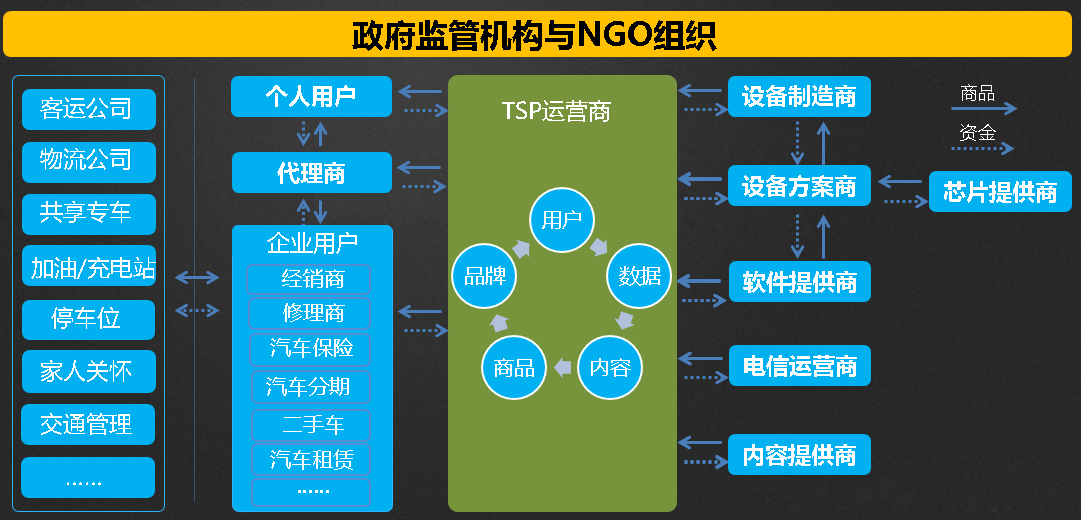 政府监管机构与NGO组织
客运公司
物流公司
共享专车
加油/充电站
停车位
家人关怀
交通管理
......
个人用户
代理商
企业用户
经销商
修理商
汽车保险
汽车分期
二手车
汽车租赁
······
TSP运营商
用户
数据
内容
商品
品牌
设备制造商
设备方案商
软件提供商
电信运营商
内容提供商
芯片提供商
商品
资金